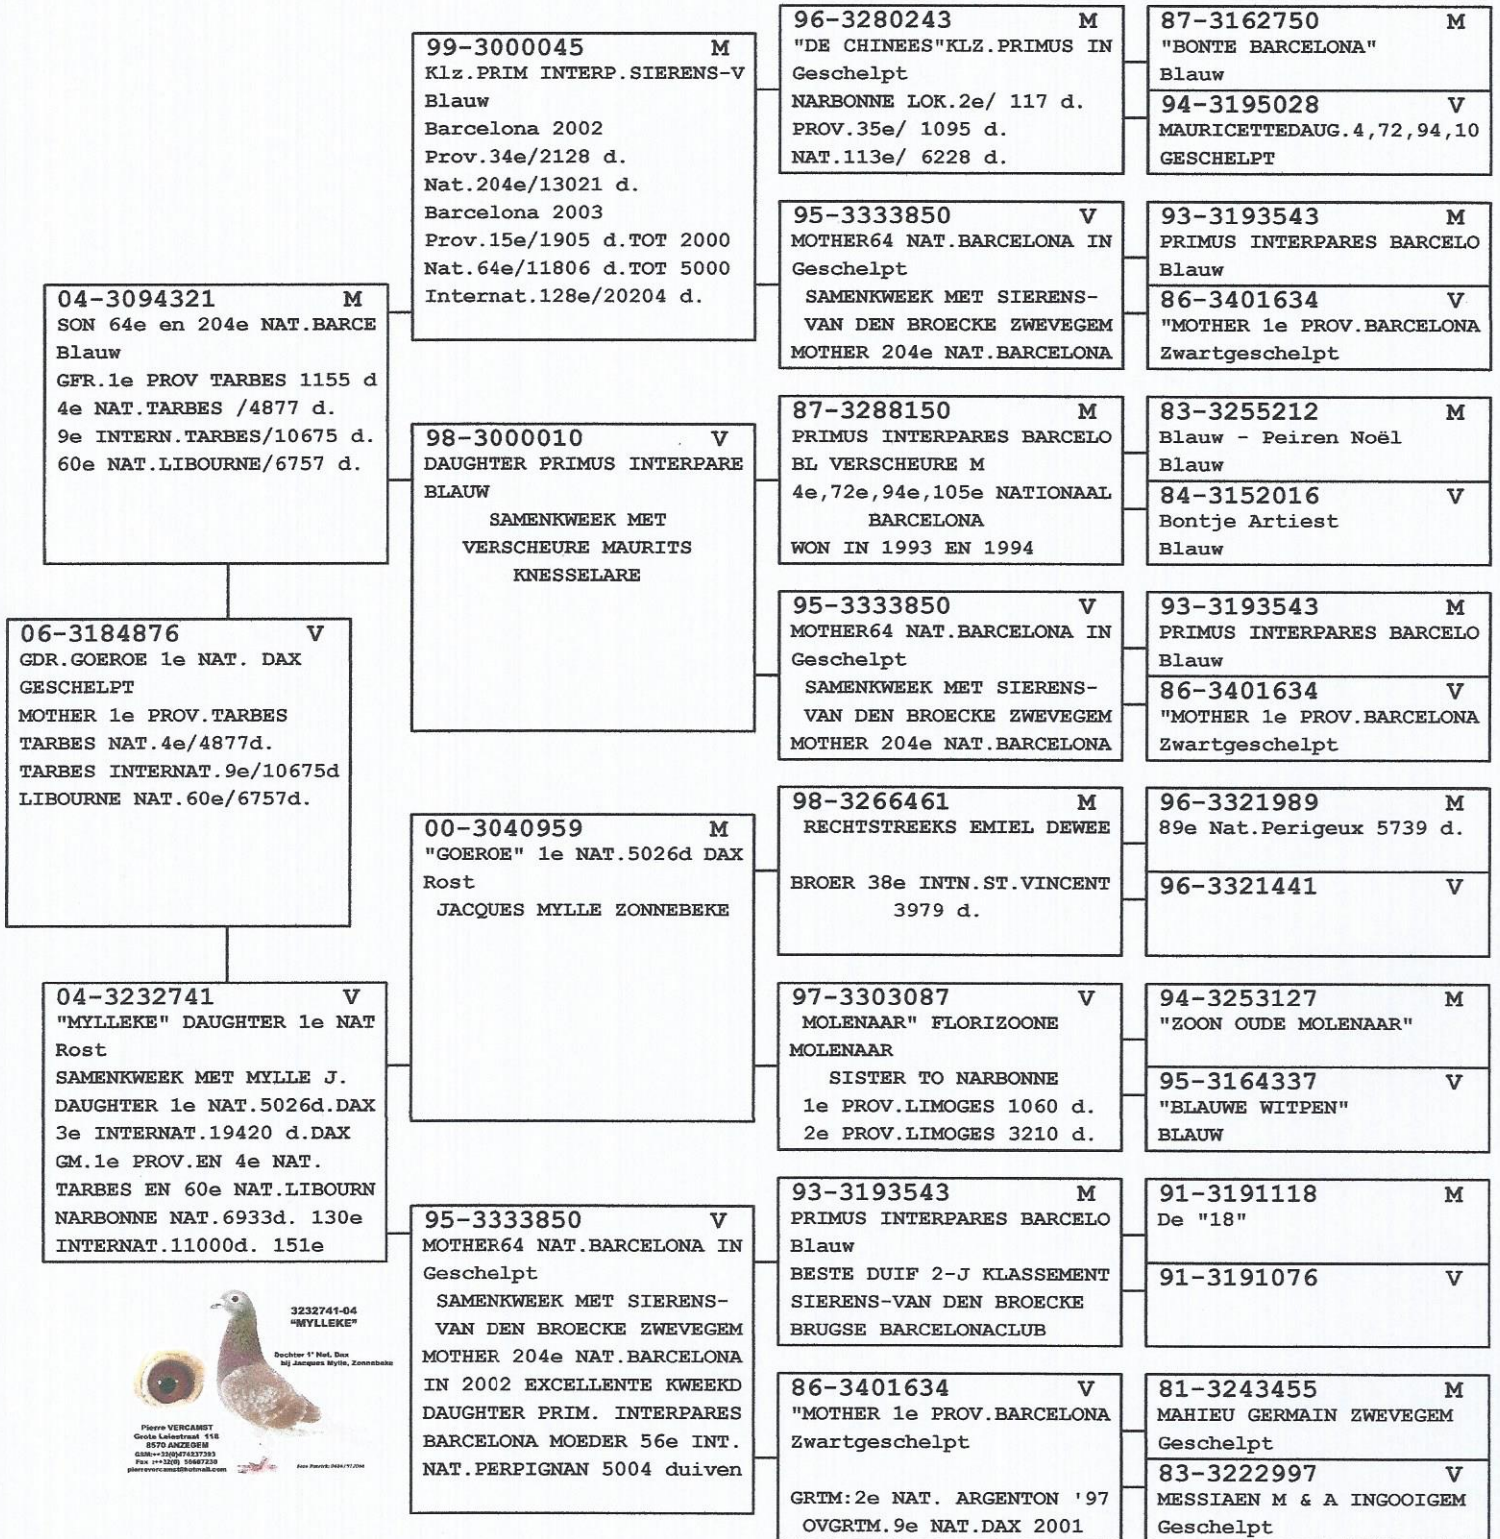 06-3184876 V
GDR.GOEROE 1e NAT. DAX
GESCHELPT
MOTHER 1e PROV.TARBES
TARBES NAT.4e/4877d.
TARBES INTERNAT.9e/10675d
LIBOURNE NAT.60e/6757d.
04-3094321 M
SON 64e en 204e NAT.BARCE
Blauw
GFR.1e PROV TARBES 1155 d
4e NAT.TARBES /4877 d.
9e INTERN.TARBES/10675 d.
60e NAT.LIBOURNE/6757 d.
04-3232741 V
"MYLLEKE" DAUGHTER 1e NAT
Rost
SAMENKWEEK MET MYLLE J.
DAUGHTER 1e NAT.5026d.DAX
3e INTERNAT.19420 d.DAX
GM.1e PROV.EN 4e NAT.
TARBES EN 60e NAT.LIBOURN
NARBONNE NAT.6933d. 130e
INTERNAT.11000d. 151e
3232741-04
"MYLLEKE"
Dochter 1° Nat. Dax
bij Jacques Mylle, Zonnebeke
Pierre VERCAMST
Grote Leiestraat 116
8570 ANZEGEM
99-3000045 M
Klz.PRIM INTERP.SIERENS-V
Blauw
Barcelona 2002
Prov.34e/2128 d.
Nat.204e/13021 d.
Barcelona 2003
Prov.15e/1905 d.TOT 2000
Nat.64e/11806 d.TOT 5000
Internat.128e/20204 d.
98-3000010 V
DAUGHTER PRIMUS INTERPARE
BLAUW
SAMENKWEEK MET
VERSCHEURE MAURITS
KNESSELARE
00-3040959 M
"GOEROE" 1e NAT.5026d DAX
Rost
JACQUES MYLLE ZONNEBEKE
95-3333850 V
MOTHER64 NAT.BARCELONA IN
Geschelpt
SAMENKWEEK MET SIERENS-
VAN DEN BROECKE ZWEVEGEM
MOTHER 204e NAT.BARCELONA
IN 2002 EXCELLENTE KWEEKD
DAUGHTER PRIM. INTERPARES
BARCELONA MOEDER 56e INT.
NAT.PERPIGNAN 5004 duiven
96-3280243 M
"DE CHINEES"KLZ.PRIMUS IN
Geschelpt
NARBONNE LOK.2e/ 117 d.
PROV.35e/ 1095 d.
NAT.113e/ 6228 d.
95-3333850 V
MOTHER64 NAT.BARCELONA IN
Geschelpt
SAMENKWEEK MET SIERENS-
VAN DEN BROECKE ZWEVEGEM
MOTHER 204e NAT.BARCELONA
87-3288150 M
PRIMUS INTERPARES BARCELO
BL VERSCHEURE M
4e,72e,94e,105e NATIONAAL
BARCELONA
WON IN 1993 EN 1994
95-3333850 V
MOTHER64 NAT.BARCELONA IN
Geschelpt
SAMENKWEEK MET SIERENS-
VAN DEN BROECKE ZWEVEGEM
MOTHER 204e NAT.BARCELONA
98-3266461 M
RECHTSTREEKS EMIEL DEWEE
BROER 38e INTN.ST.VINCENT
3979 d.
97-3303087 V
MOLENAAR" FLORIZOONE
MOLENAAR
SISTER TO NARBONNE
1e PROV.LIMOGES 1060 d.
2e PROV.LIMOGES 3210 d.
93-3193543 M
PRIMUS INTERPARES BARCELO
Blauw
BESTE DUIF 2-J KLASSEMENT
SIERENS-VAN DEN BROECKE
BRUGSE BARCELONACLUB
86-3401634 V
"MOTHER 1e PROV.BARCELONA
Zwartgeschelpt
GRTM:2e NAT. ARGENTON '97
OVGRTM.9e NAT.DAX 2001
87-3162750 M
"BONTE BARCELONA"
Blauw
94-3195028 V
MAURICETTEDAUG.4,72,94,10
GESCHELPT
93-3193543 M
PRIMUS INTERPARES BARCELO
Blauw
86-3401634 V
"MOTHER 1e PROV.BARCELONA
Zwartgeschelpt
83-3255212 M
Blauw - Peiren Noël
Blauw
84-3152016 V
Bontje Artiest
Blauw
93-3193543 M
PRIMUS INTERPARES BARCELO
Blauw
86-3401634 V
"MOTHER 1e PROV.BARCELONA
Zwartgeschelpt
96-3321989 M
89e Nat.Perigeux 5739 d.
96-3321441 V
94-3253127 M
"ZOON OUDE MOLENAAR"
95-3164337 V
"BLAUWE WITPEN"
BLAUW
91-3191118 M
De "18"
91-3191076 V
81-3243455 M
MAHIEU GERMAIN ZWEVEGEM
Geschelpt
83-3222997 V
MESSIAEN M & A INGOOIGEM
Geschelpt